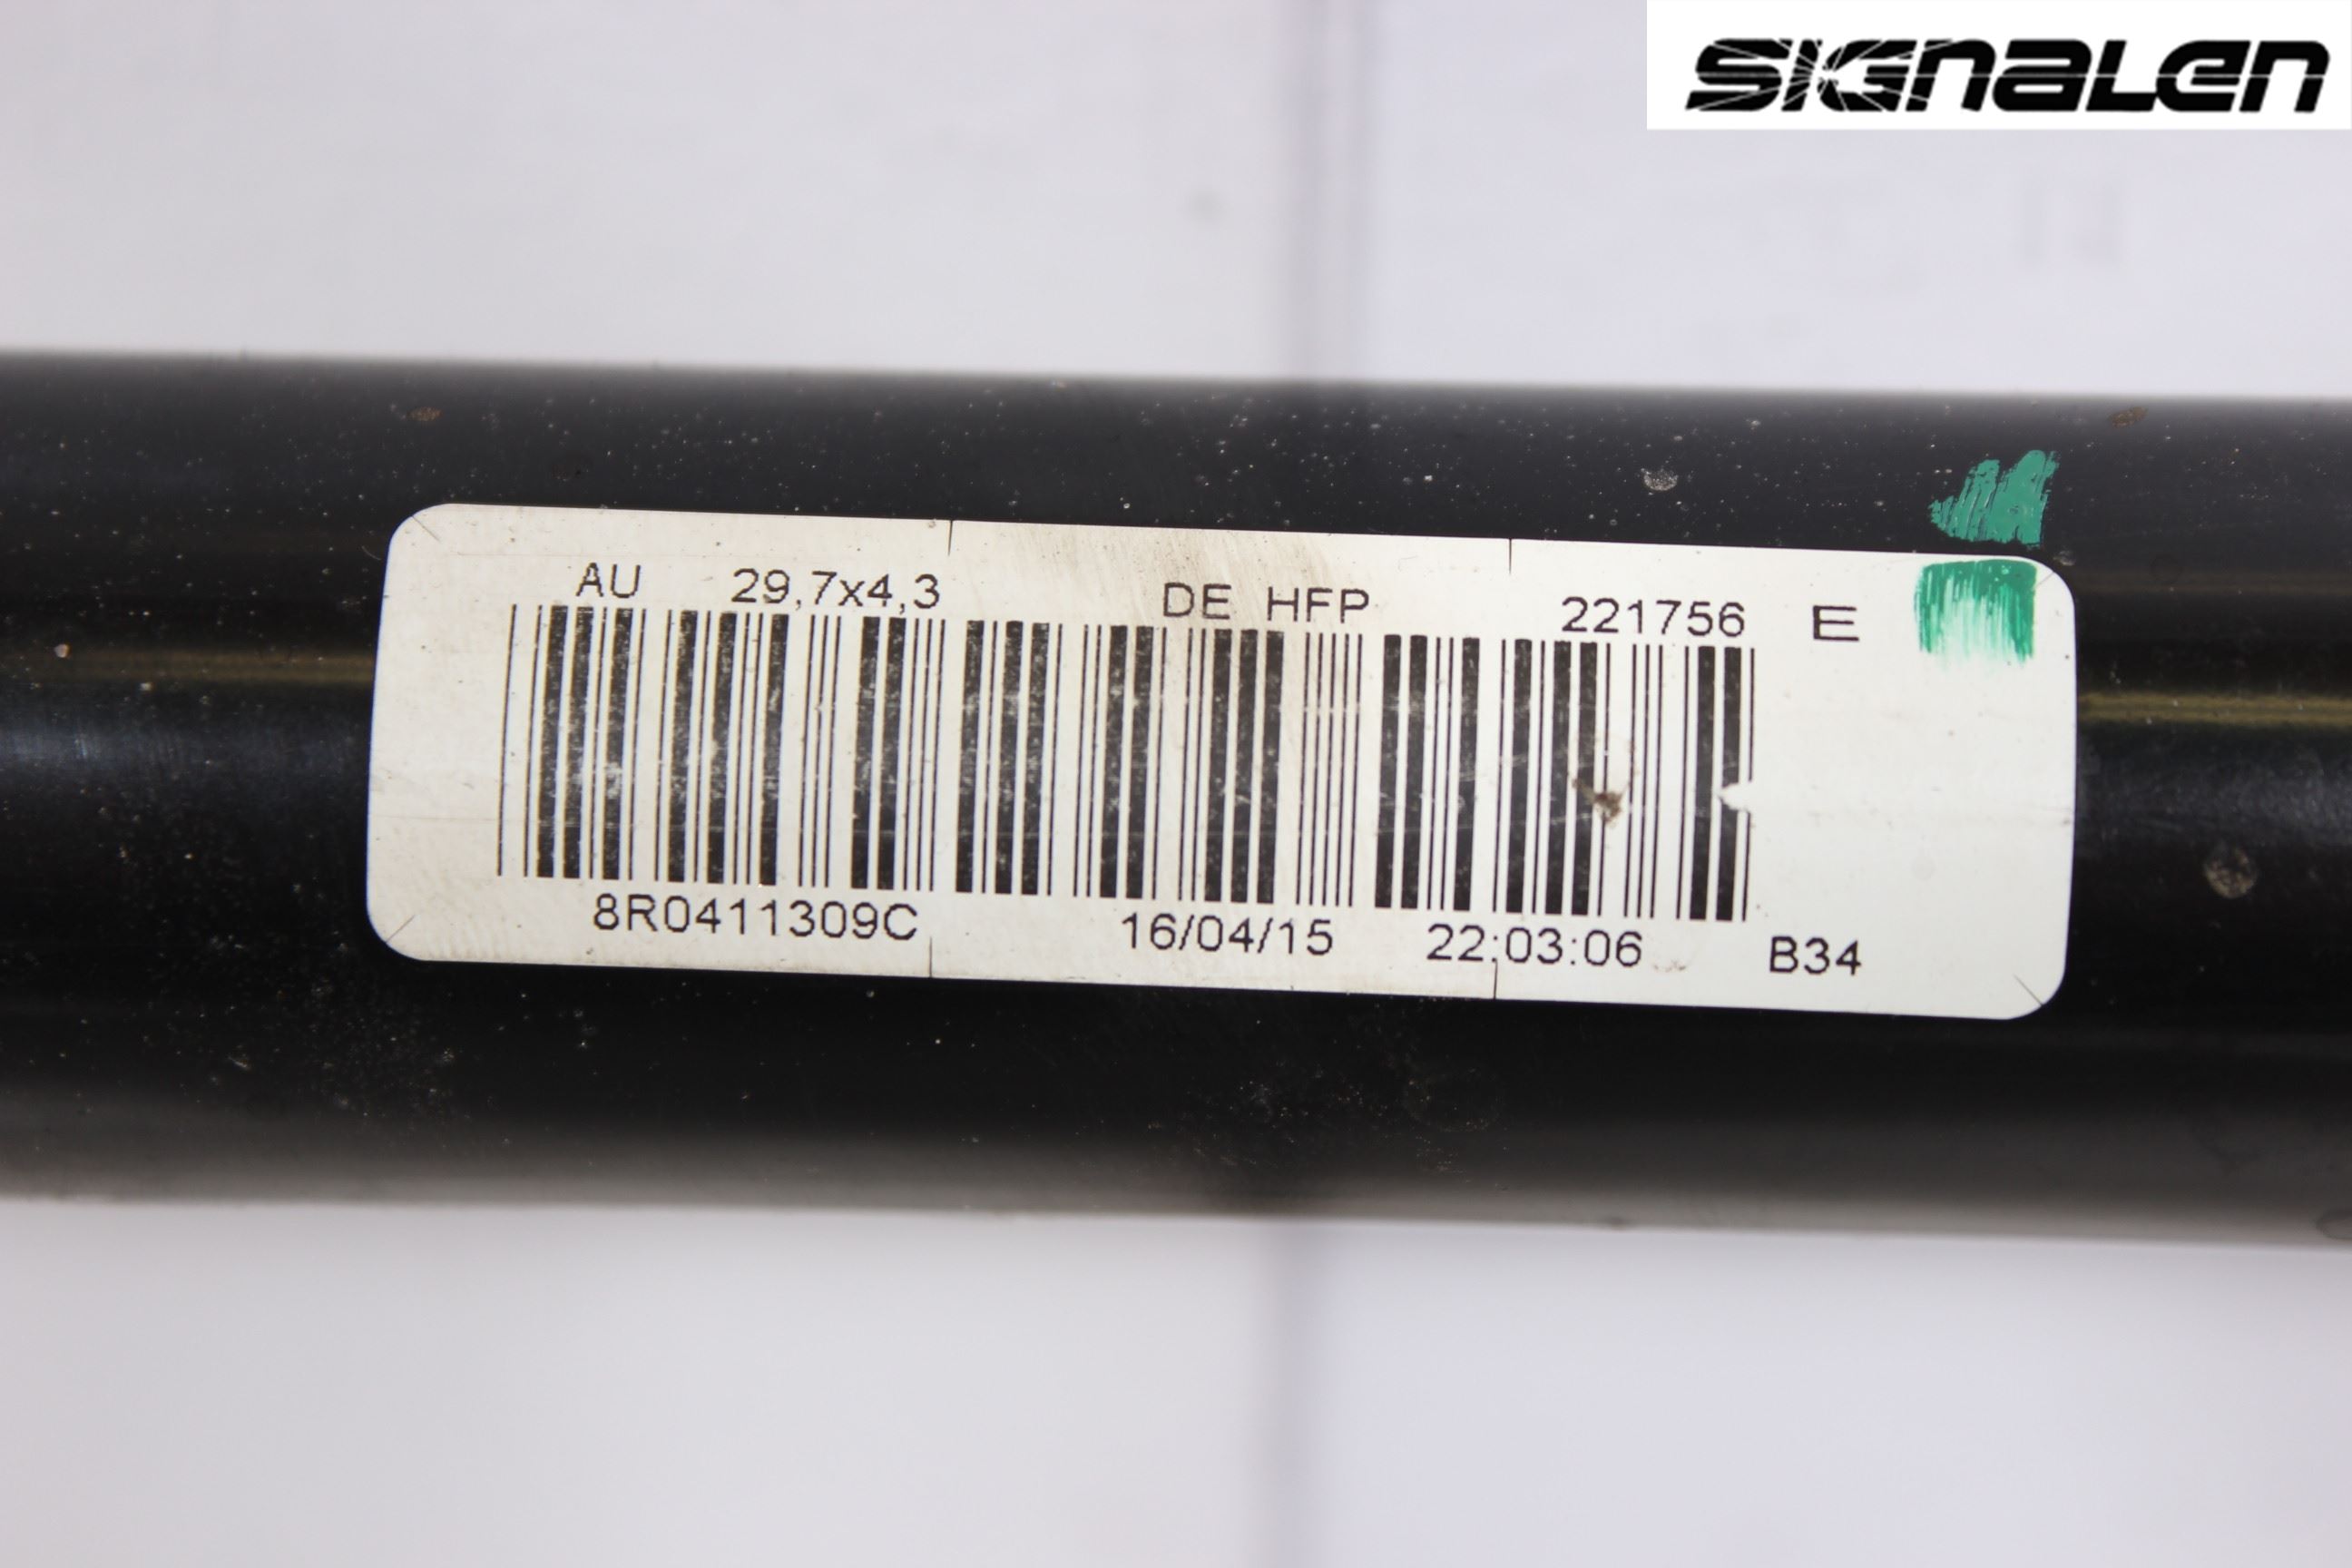 SIGNALEN
AU 29,7x4,3 DE HFP 221756 E
8R0411309C 16/04/15 22:03:06 B34